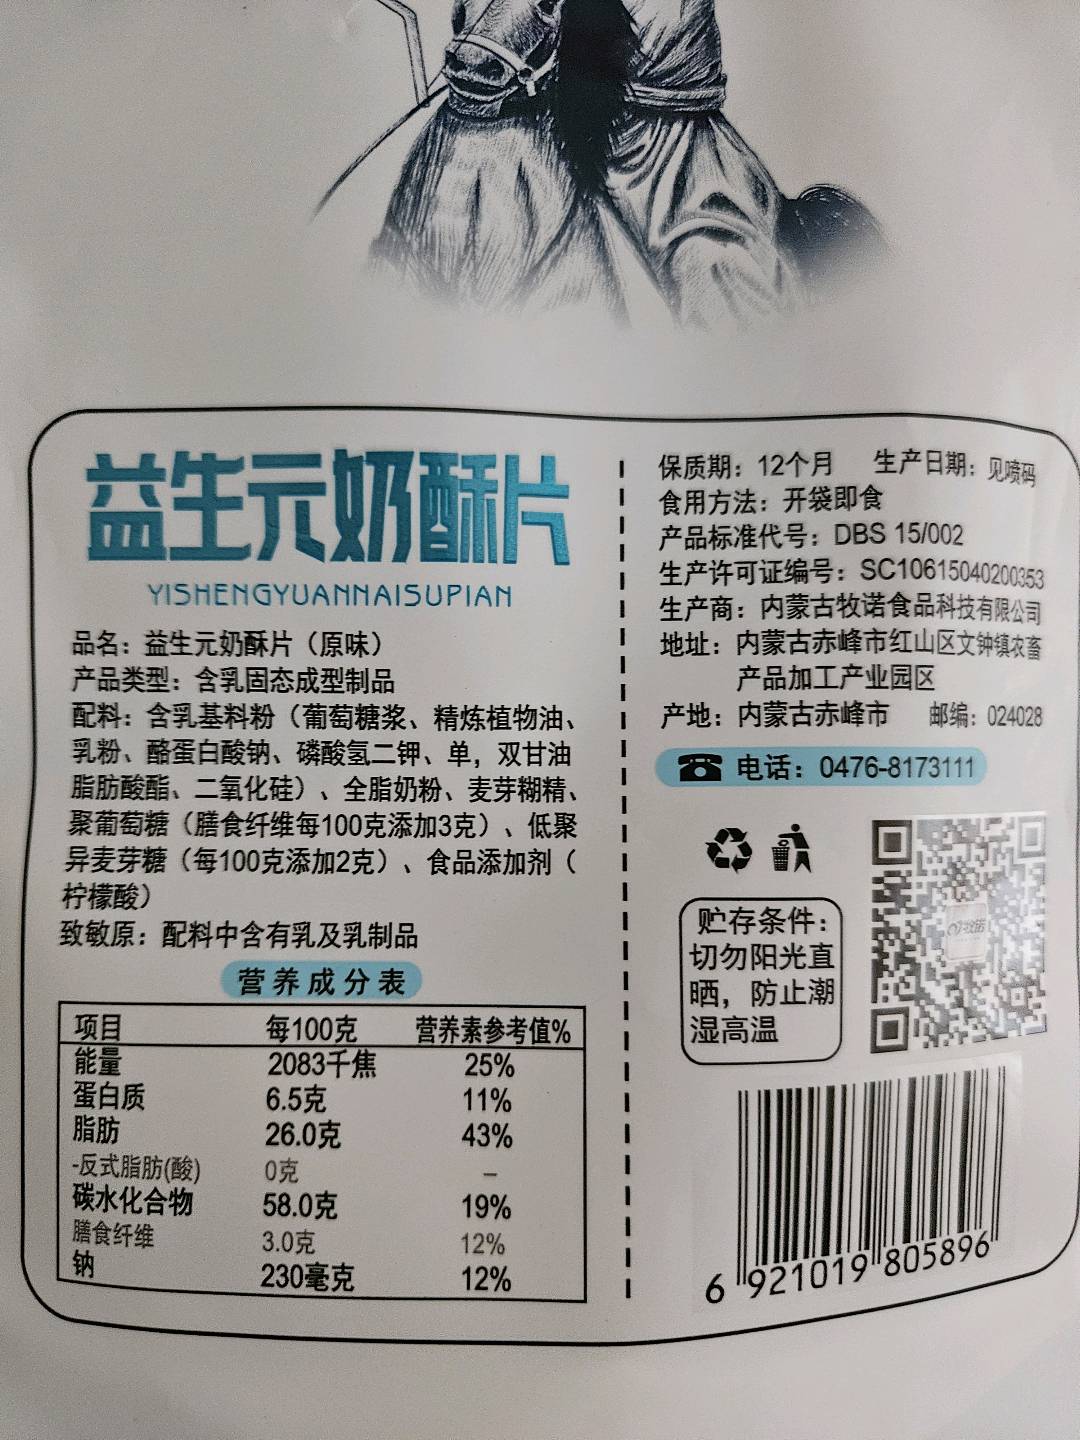 益生元奶酥片
YISHENGYUANNAISUPIAN
品名：益生元奶酥片（原味）
产品类型：含乳固态成型制品
配料：含乳基料粉（葡萄糖浆、精炼植物油、
乳粉、酪蛋白酸钠、磷酸氢二钾、单，双甘油
脂肪酸酯、二氧化硅）、全脂奶粉、麦芽糊精、
聚葡萄糖（膳食纤维每100克添加3克）、低聚
异麦芽糖（每100克添加2克）、食品添加剂（
柠檬酸）
致敏原：配料中含有乳及乳制品
营养成分表
项目 每100克 营养素参考值%
能量 2083千焦 25%
蛋白质 6.5克 11%
脂肪 26.0克 43%
-反式脂肪(酸) 0克 –
碳水化合物 58.0克 19%
膳食纤维 3.0克 12%
钠 230毫克 12%
保质期：12个月 生产日期：见喷码
食用方法：开袋即食
产品标准代号：DBS 15/002
生产许可证编号：SC10615040200353
生产商：内蒙古牧诺食品科技有限公司
地址：内蒙古赤峰市红山区文钟镇农畜
产品加工产业园区
产地：内蒙古赤峰市 邮编：024028
电话：0476-8173111
贮存条件：
切勿阳光直
晒，防止潮
湿高温
6 921019 805896